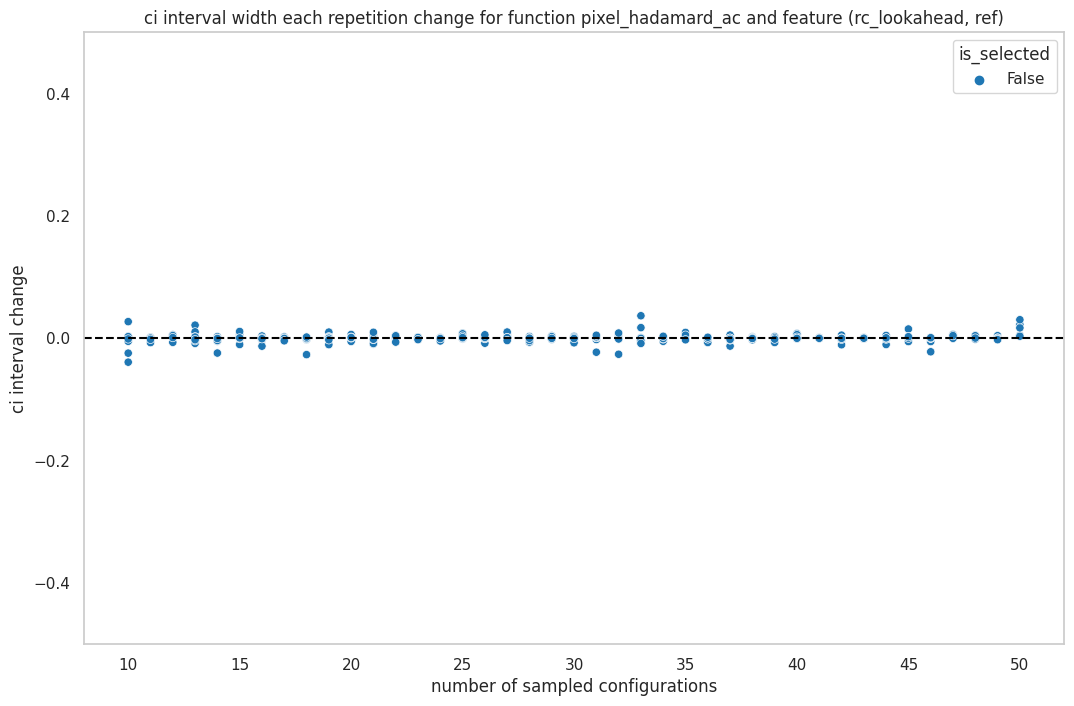 ci interval width each repetition change for function pixel_hadamard_ac and feature (rc_lookahead, ref)
is_selected
False
0.4
0.2
0.0
−0.2
−0.4
ci interval change
10 15 20 25 30 35 40 45 50
number of sampled configurations